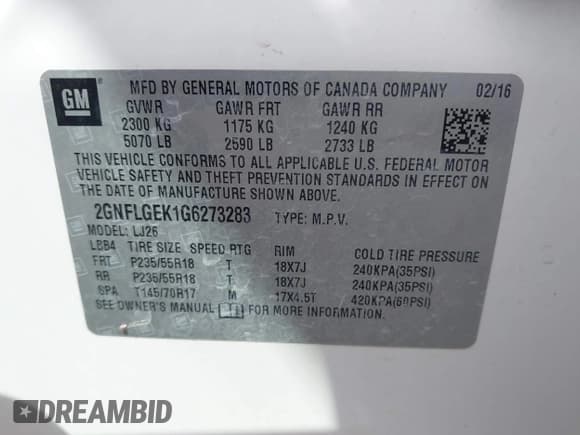 GM
MFD BY GENERAL MOTORS OF CANADA COMPANY 02/16
GVWR GAWR FRT GAWR RR
2300 KG 1175 KG 1240 KG
5070 LB 2590 LB 2733 LB
THIS VEHICLE CONFORMS TO ALL APPLICABLE U.S. FEDERAL MOTOR
VEHICLE SAFETY AND THEFT PREVENTION STANDARDS IN EFFECT ON
THE DATE OF MANUFACTURE SHOWN ABOVE.
2GNFLGEK1G6273283 TYPE: M.P.V.
MODEL: LJ26
LBB4 TIRE SIZE SPEED RTG RIM COLD TIRE PRESSURE
FRT P235/55R18 T 18X7J 240KPA(35PSI)
RR P235/55R18 T 18X7J 240KPA(35PSI)
SPA T145/70R17 M 17X4.5T 420KPA(60PSI)
SEE OWNER'S MANUAL FOR MORE INFORMATION.
DREAMBID